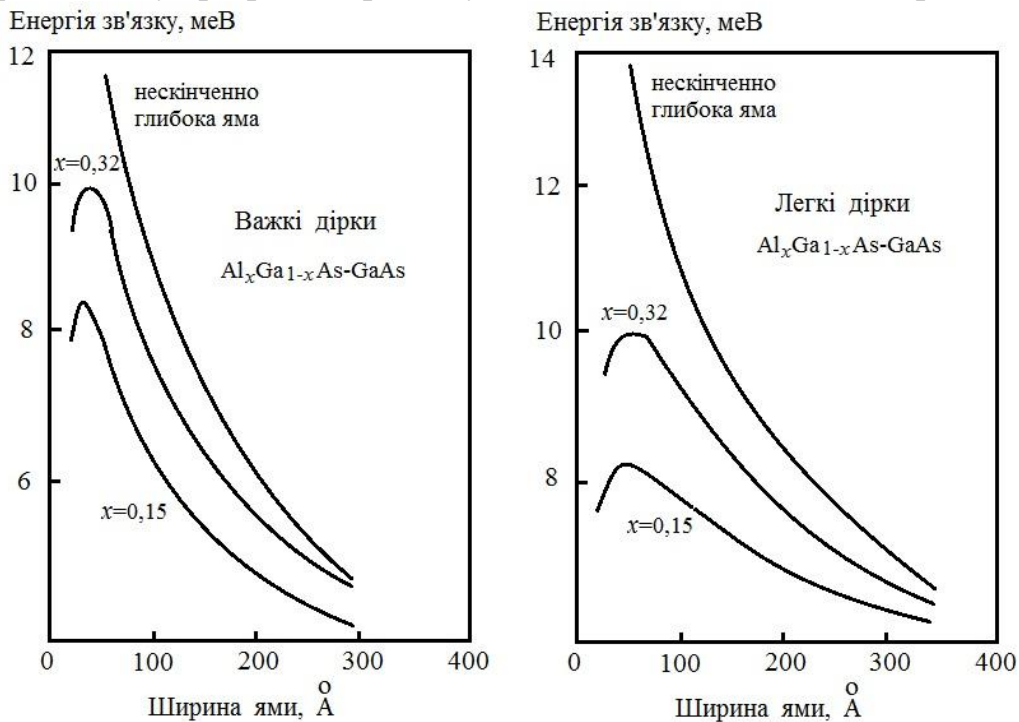 Енергія зв'язку, меВ
12
10
8
6
0 100 200 300 400
Ширина ями, Å
нескінченно
глибока яма
x=0,32
Важкі дірки
AlxGa1-xAs-GaAs
x=0,15
Енергія зв'язку, меВ
14
12
10
8
0 100 200 300 400
Ширина ями, Å
нескінченно
глибока яма
Легкі дірки
AlxGa1-xAs-GaAs
x=0,32
x=0,15